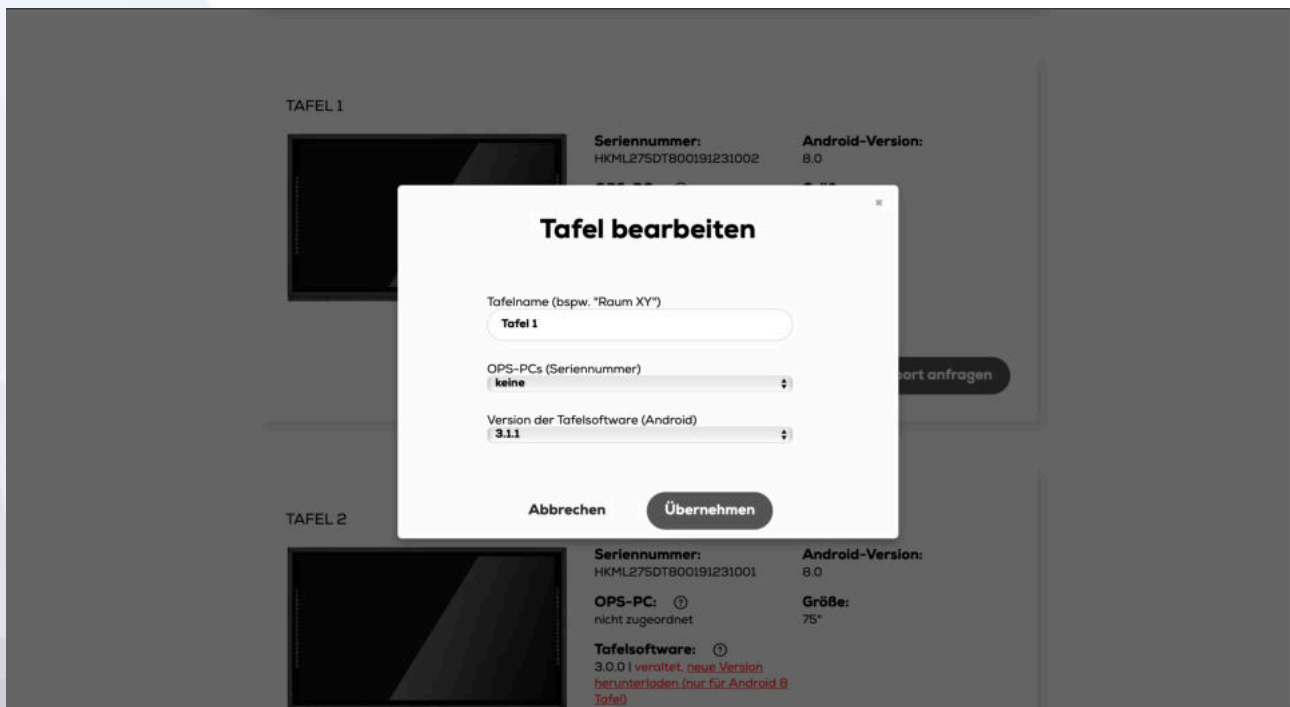 TAFEL 1
Seriennummer:
HKML275DT800191231002
Android-Version:
8.0
Tafel bearbeiten
Tafelname (bspw. "Raum XY")
Tafel 1
OPS-PCs (Seriennummer)
keine
Version der Tafelsoftware (Android)
3.1.1
Abbrechen
Übernehmen
anfragen
TAFEL 2
Seriennummer:
HKML275DT800191231001
Android-Version:
8.0
OPS-PC:
nicht zugeordnet
Größe:
75"
Tafelsoftware:
3.0.0 | veraltet, neue Version
herunterladen (nur für Android 8
Tafel)